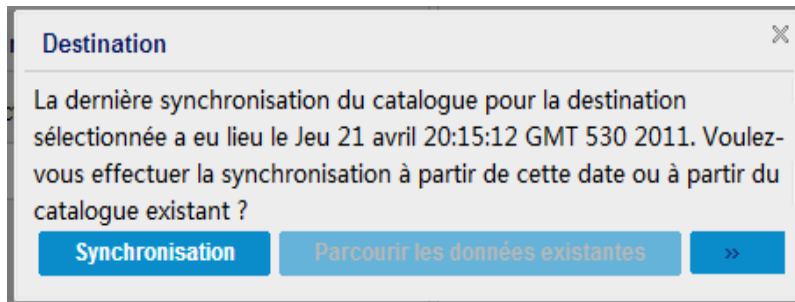 Destination
La dernière synchronisation du catalogue pour la destination
sélectionnée a eu lieu le Jeu 21 avril 20:15:12 GMT 530 2011. Voulez-
vous effectuer la synchronisation à partir de cette date ou à partir du
catalogue existant ?
Synchronisation Parcourir les données existantes »